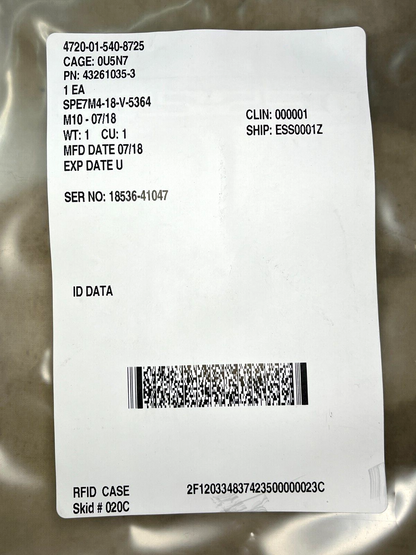 4720-01-540-8725
CAGE: 0U5N7
PN: 43261035-3
1 EA
SPE7M4-18-V-5364
M10 - 07/18
WT: 1 CU: 1
MFD DATE 07/18
EXP DATE U
CLIN: 000001
SHIP: ESS0001Z
SER NO: 18536-41047
ID DATA
RFID CASE
Skid # 020C
2F1203348374235000000023C